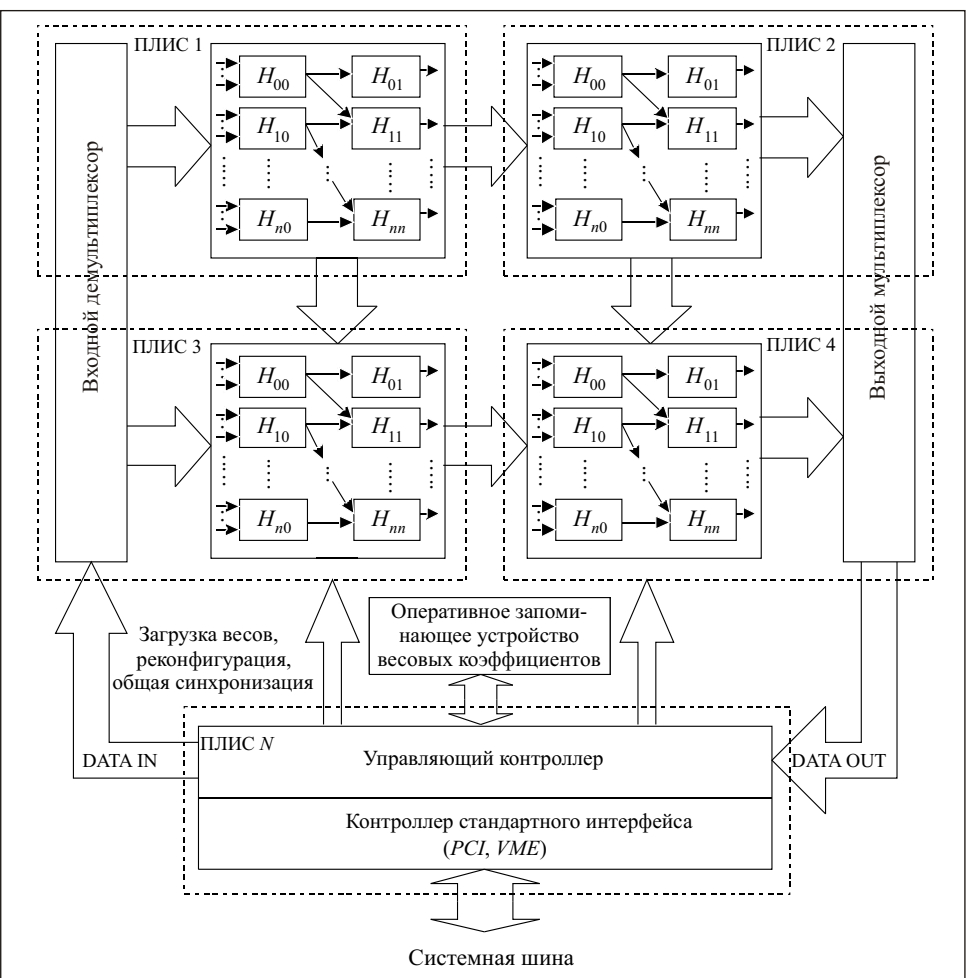 ПЛИС 1
H00 H01
H10 H11
Hn0 Hnn
ПЛИС 2
H00 H01
H10 H11
Hn0 Hnn
Входной демультиплексор
Выходной мультиплексор
ПЛИС 3
H00 H01
H10 H11
Hn0 Hnn
ПЛИС 4
H00 H01
H10 H11
Hn0 Hnn
Загрузка весов,
реконфигурация,
общая синхронизация
Оперативное запоми-
нающее устройство
весовых коэффициентов
ПЛИС N
DATA IN
Управляющий контроллер
DATA OUT
Контроллер стандартного интерфейса
(PCI, VME)
Системная шина